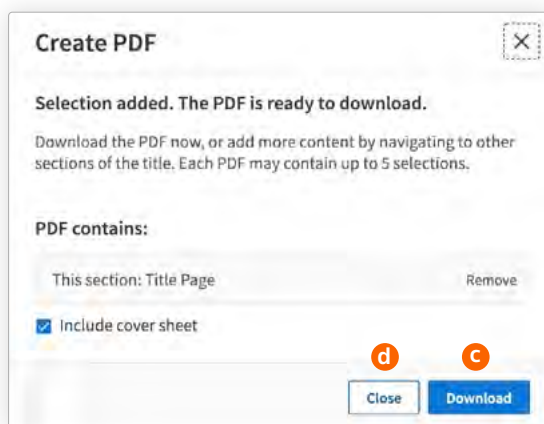 Create PDF
Selection added. The PDF is ready to download.
Download the PDF now, or add more content by navigating to other
sections of the title. Each PDF may contain up to 5 selections.
PDF contains:
This section: Title Page Remove
Include cover sheet
d c
Close Download